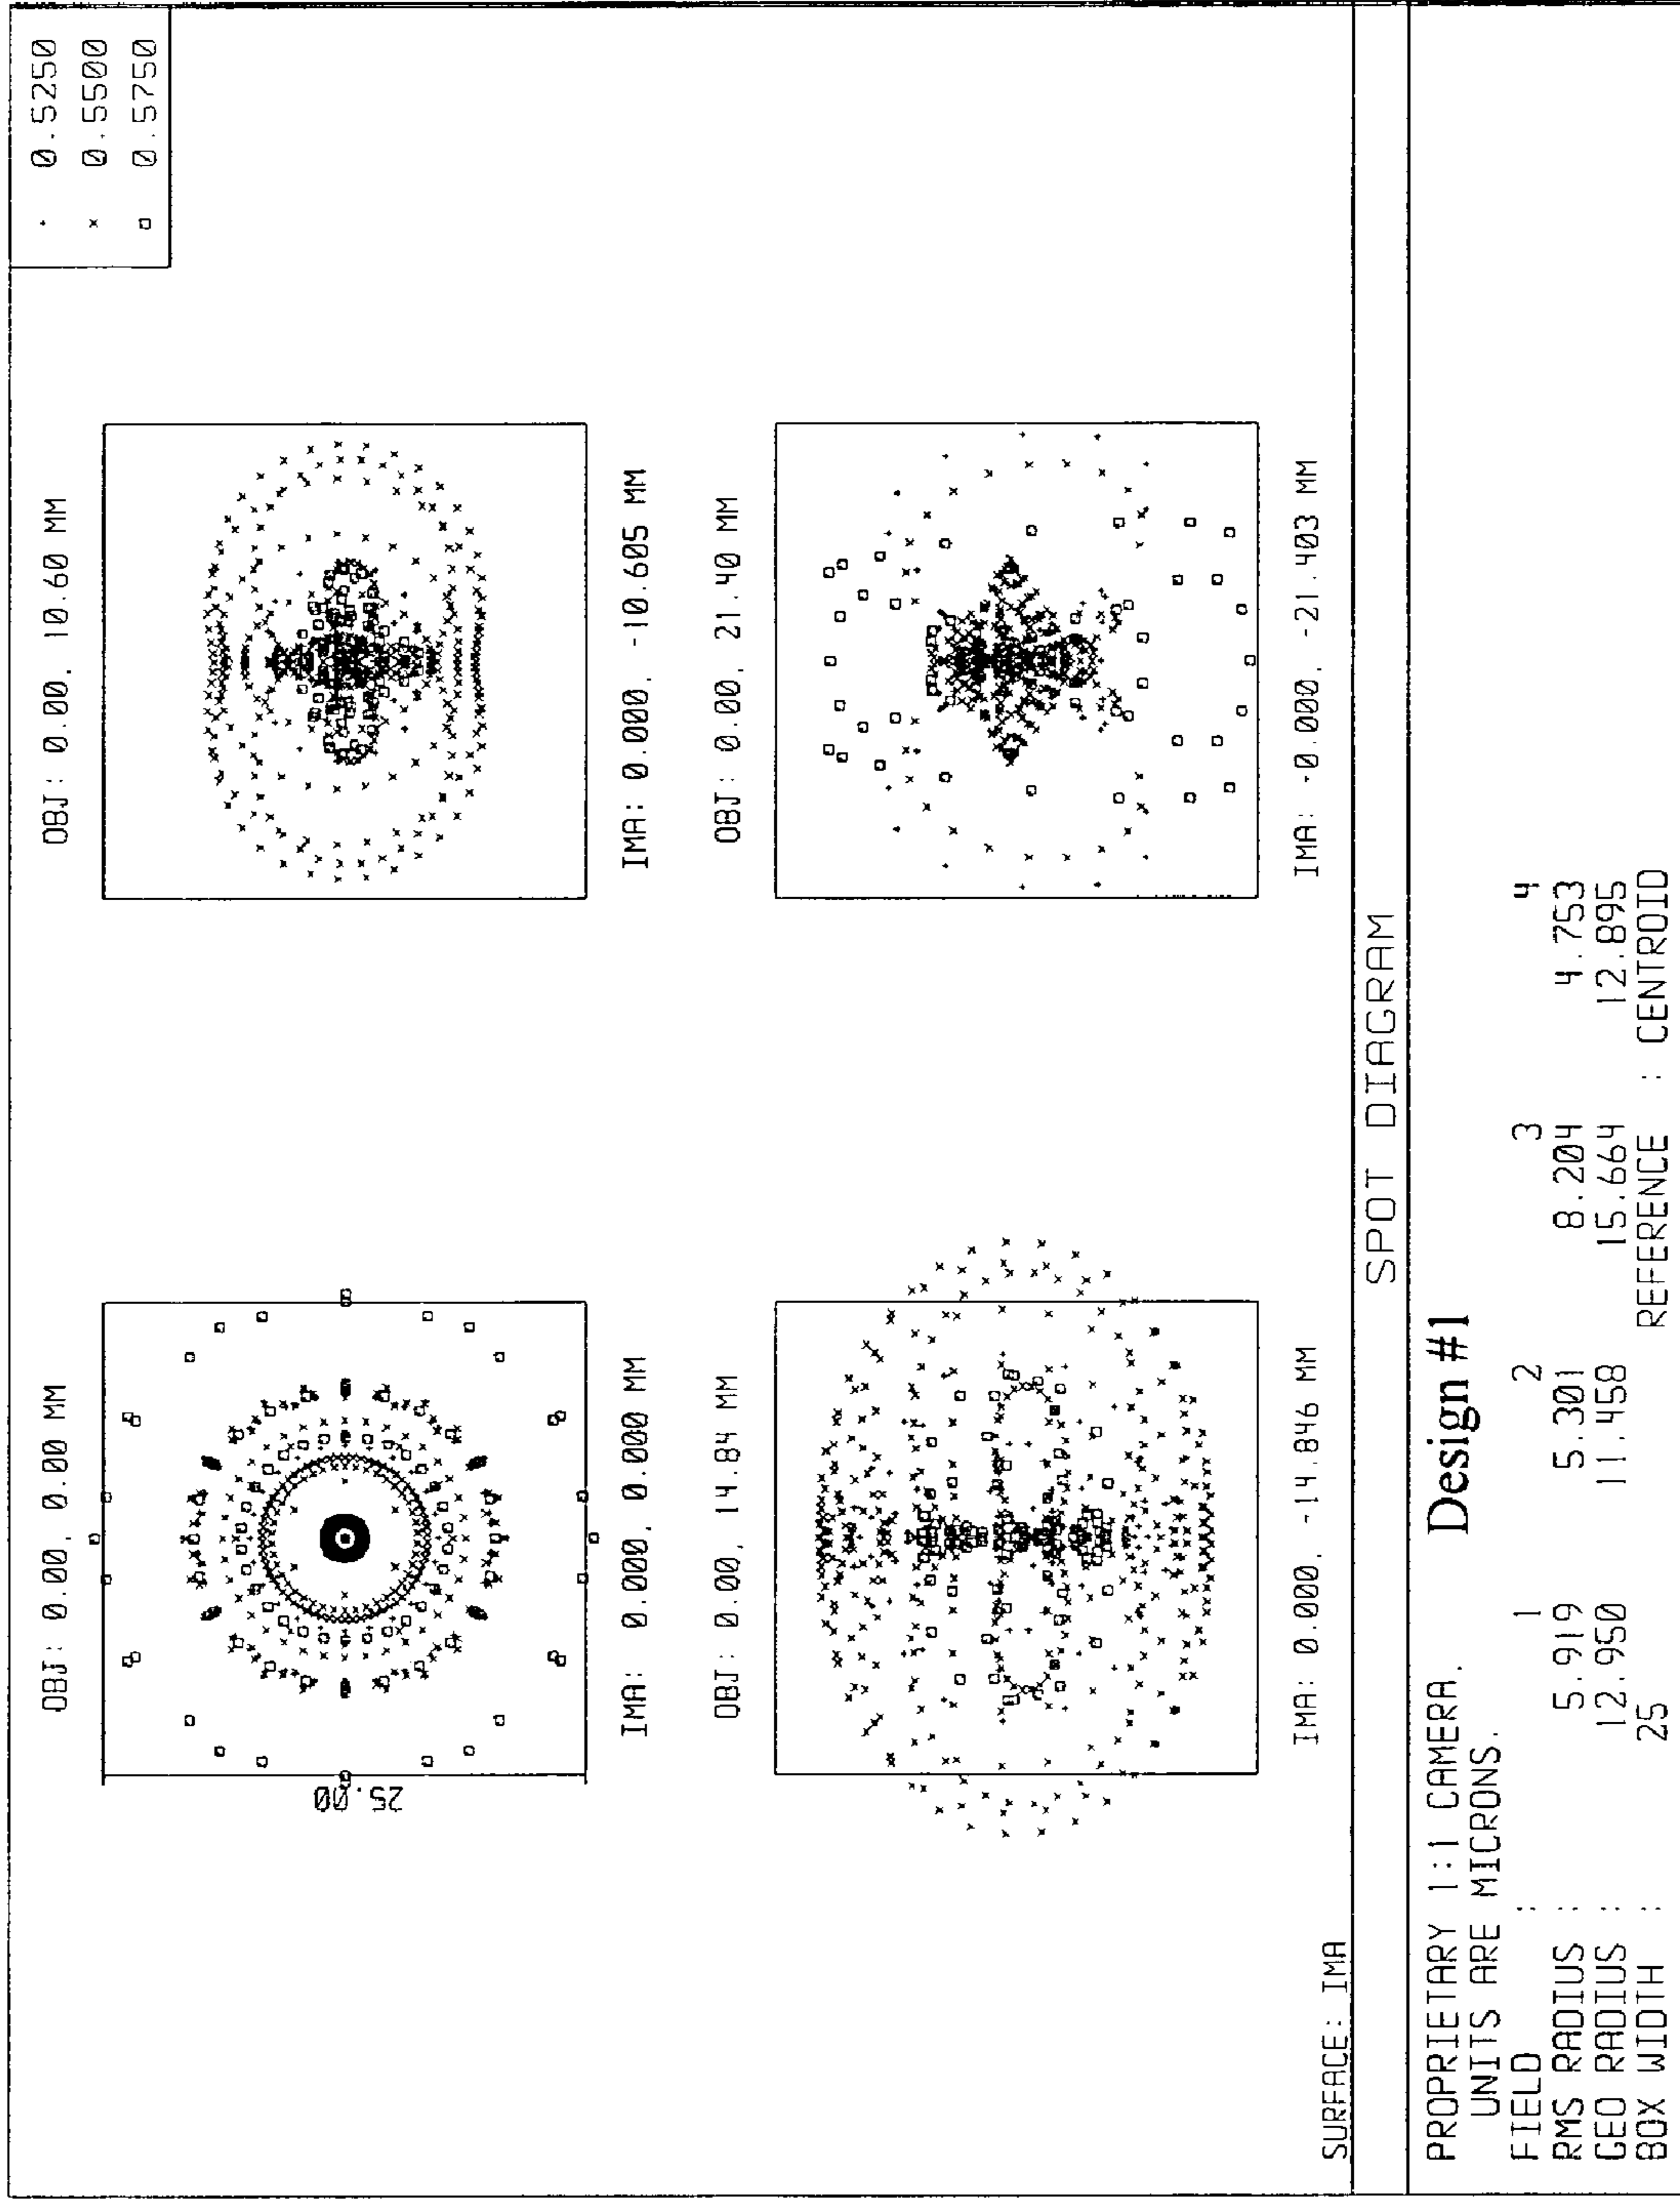 + 0.5250
× 0.5500
□ 0.5750
OBJ: 0.00, 0.00 MM
OBJ: 0.00, 10.60 MM
25.00
IMA: 0.000, 0.000 MM
IMA: 0.000, -10.605 MM
OBJ: 0.00, 14.84 MM
OBJ: 0.00, 21.40 MM
IMA: 0.000, -14.846 MM
IMA: -0.000, -21.403 MM
SURFACE: IMA
SPOT DIAGRAM
PROPRIETARY 1:1 CAMERA. Design #1
UNITS ARE MICRONS.
FIELD : 1 2 3 4
RMS RADIUS : 5.919 5.301 8.204 4.753
GEO RADIUS : 12.950 11.458 15.664 12.895
BOX WIDTH : 25 REFERENCE : CENTROID